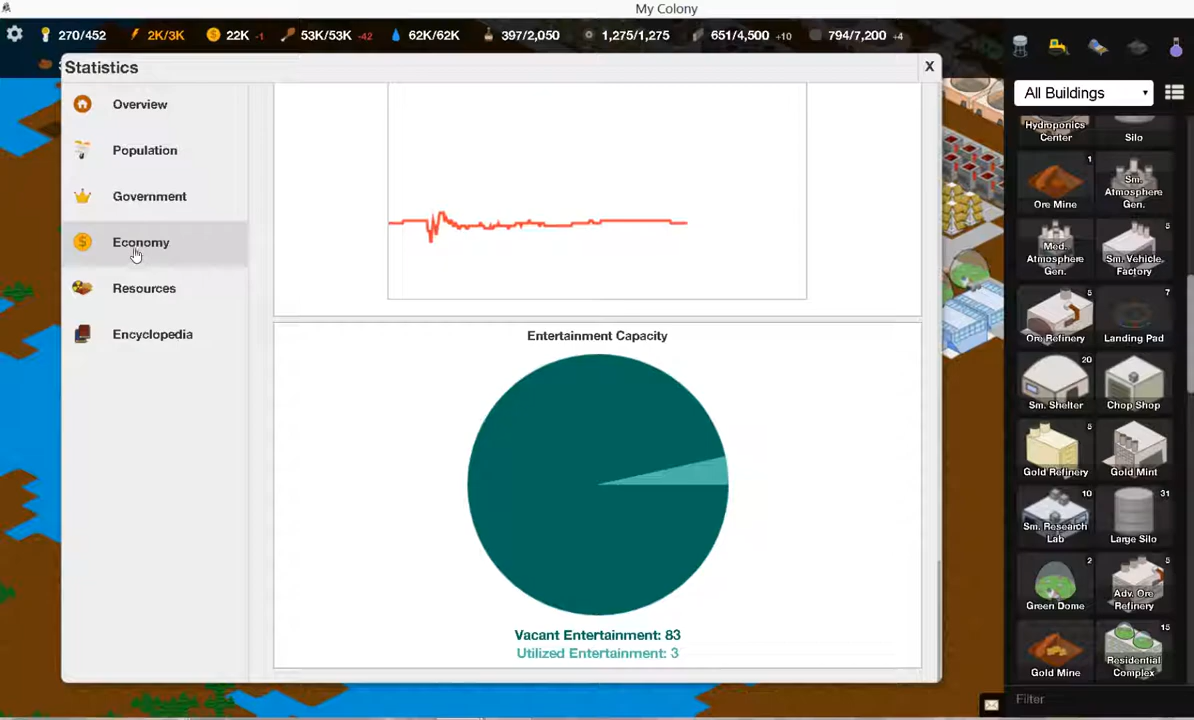 My Colony
270/452 2K/3K 22K -1 53K/53K -42 62K/62K 397/2,050 1,275/1,275 651/4,500 +10 794/7,200 +4
Statistics X
Overview
Population
Government
Economy
Resources
Encyclopedia
Entertainment Capacity
Vacant Entertainment: 83
Utilized Entertainment: 3
All Buildings
Hydroponics
Center
Silo
1
Ore Mine
Sm.
Atmosphere
Gen.
Med.
Atmosphere
Gen.
5
Sm. Vehicle
Factory
5
Ore Refinery
7
Landing Pad
20
Sm. Shelter
Chop Shop
5
Gold Refinery
Gold Mint
10
Sm. Research
Lab
31
Large Silo
2
Green Dome
5
Adv. Ore
Refinery
Gold Mine
15
Residential
Complex
Filter